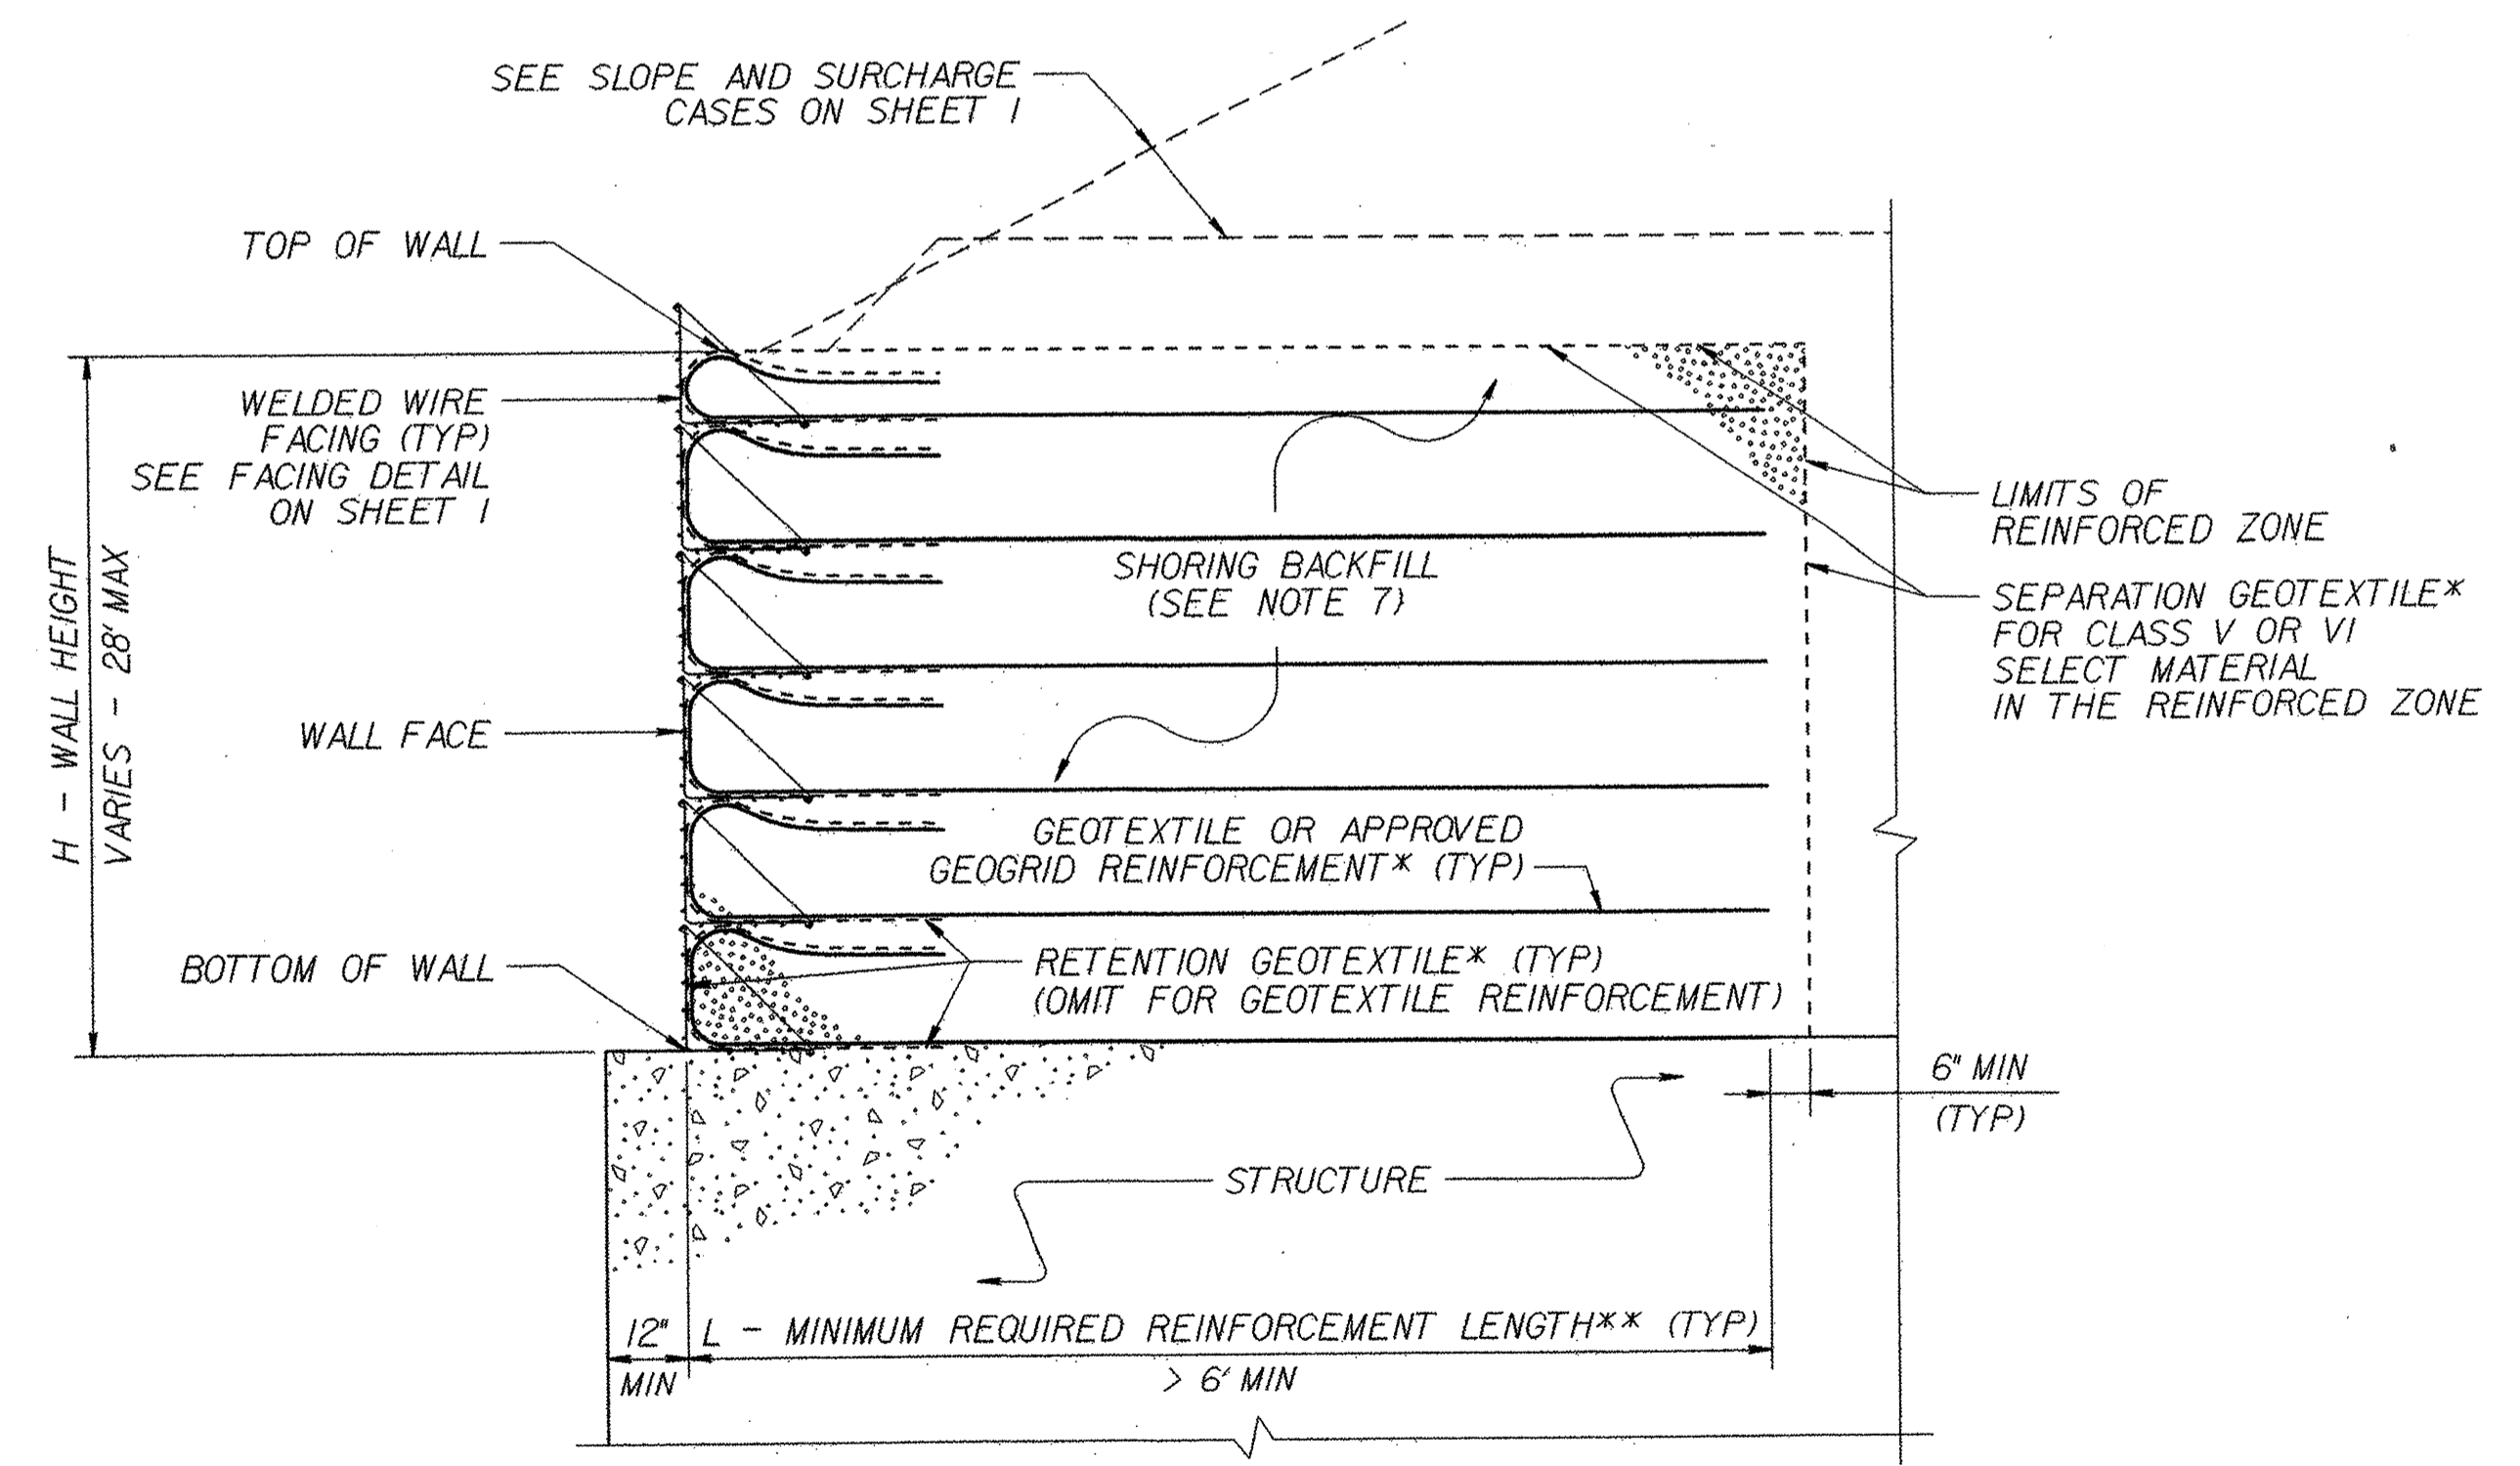 SEE SLOPE AND SURCHARGE
CASES ON SHEET 1
TOP OF WALL
WELDED WIRE
FACING (TYP)
SEE FACING DETAIL
ON SHEET 1
H - WALL HEIGHT
VARIES - 28' MAX
LIMITS OF
REINFORCED ZONE
SHORING BACKFILL
(SEE NOTE 7)
SEPARATION GEOTEXTILE*
FOR CLASS V OR VI
SELECT MATERIAL
IN THE REINFORCED ZONE
WALL FACE
GEOTEXTILE OR APPROVED
GEOGRID REINFORCEMENT* (TYP)
BOTTOM OF WALL
RETENTION GEOTEXTILE* (TYP)
(OMIT FOR GEOTEXTILE REINFORCEMENT)
6" MIN
(TYP)
STRUCTURE
12"
MIN
L - MINIMUM REQUIRED REINFORCEMENT LENGTH** (TYP)
> 6' MIN